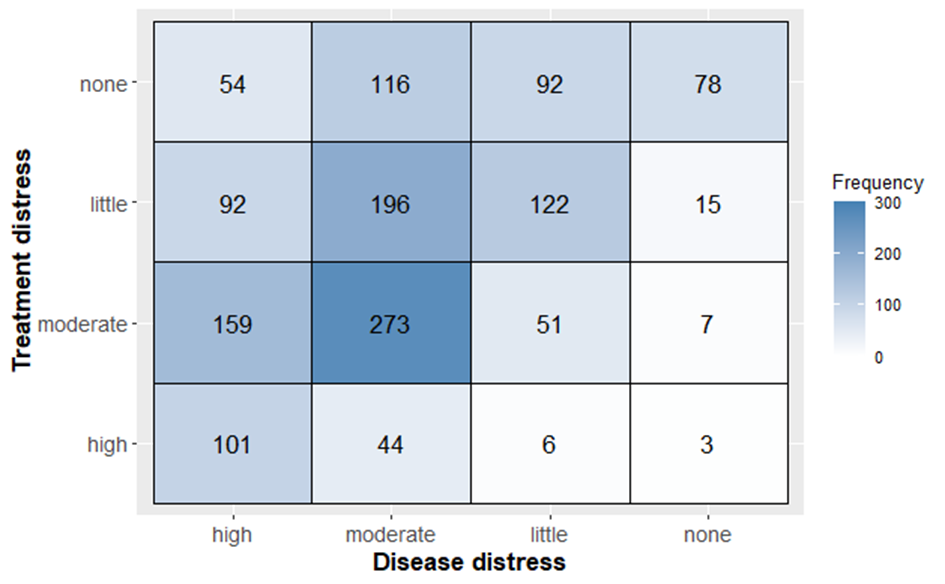 Treatment distress
none 54 116 92 78
little 92 196 122 15
moderate 159 273 51 7
high 101 44 6 3
high moderate little none
Disease distress
Frequency
300
200
100
0